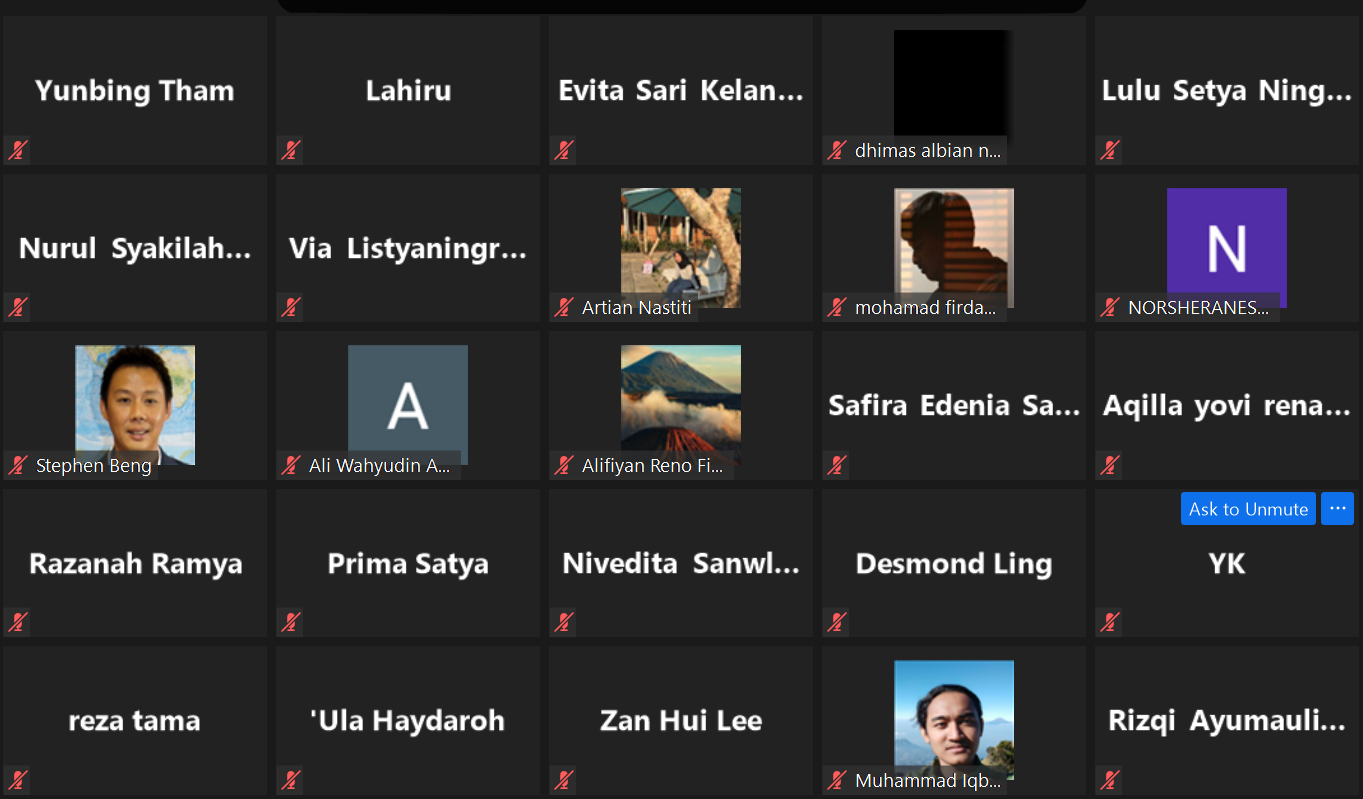 Yunbing Tham
Lahiru
Evita Sari Kelan...
dhimas albian n...
Lulu Setya Ning...
Nurul Syakilah...
Via Listyaningr...
Artian Nastiti
mohamad firda...
N
NORSHERANES...
Stephen Beng
A
Ali Wahyudin A...
Alifiyan Reno Fi...
Safira Edenia Sa...
Aqilla yovi rena...
Razanah Ramya
Prima Satya
Nivedita Sanwl...
Desmond Ling
Ask to Unmute ...
YK
reza tama
'Ula Haydaroh
Zan Hui Lee
Muhammad Iqb...
Rizqi Ayumauli...